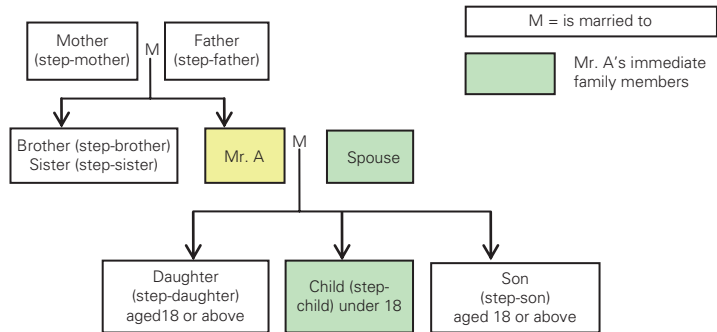 Mother
(step-mother)
M
Father
(step-father)
M = is married to
Mr. A's immediate
family members
Brother (step-brother)
Sister (step-sister)
Mr. A
M
Spouse
Daughter
(step-daughter)
aged18 or above
Child (step-
child) under 18
Son
(step-son)
aged 18 or above